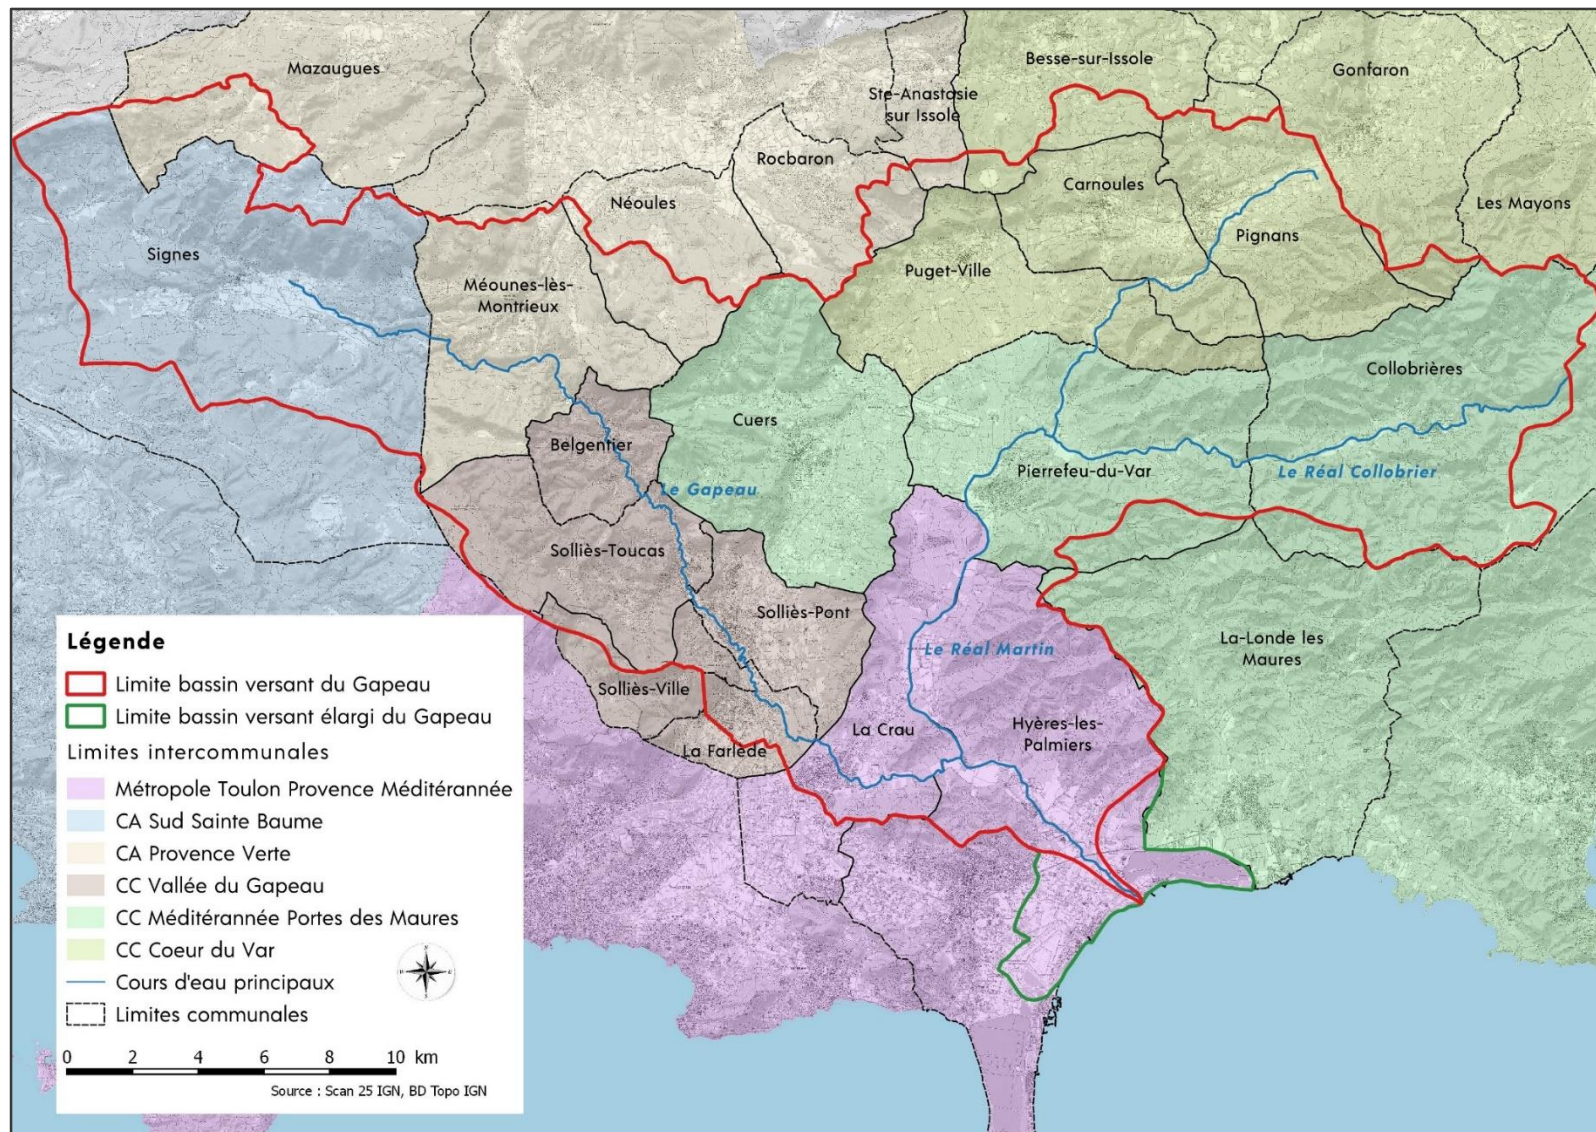 Mazaugues
Besse-sur-Issole
Gonfaron
Ste-Anastasie
sur Issole
Rocbaron
Carnoules
Néoules
Les Mayons
Signes
Pignans
Puget-Ville
Méounes-lès-
Montrieux
Collobrières
Cuers
Belgentier
Pierrefeu-du-Var
Le Réal Collobrier
Le Gapeau
Solliès-Toucas
Solliès-Pont
Le Réal Martin
La-Londe les
Maures
Solliès-Ville
La Crau
Hyères-les-
Palmiers
La Farlède
Légende
Limite bassin versant du Gapeau
Limite bassin versant élargi du Gapeau
Limites intercommunales
Métropole Toulon Provence Méditérannée
CA Sud Sainte Baume
CA Provence Verte
CC Vallée du Gapeau
CC Méditérannée Portes des Maures
CC Coeur du Var
Cours d'eau principaux
Limites communales
0 2 4 6 8 10 km
Source : Scan 25 IGN, BD Topo IGN